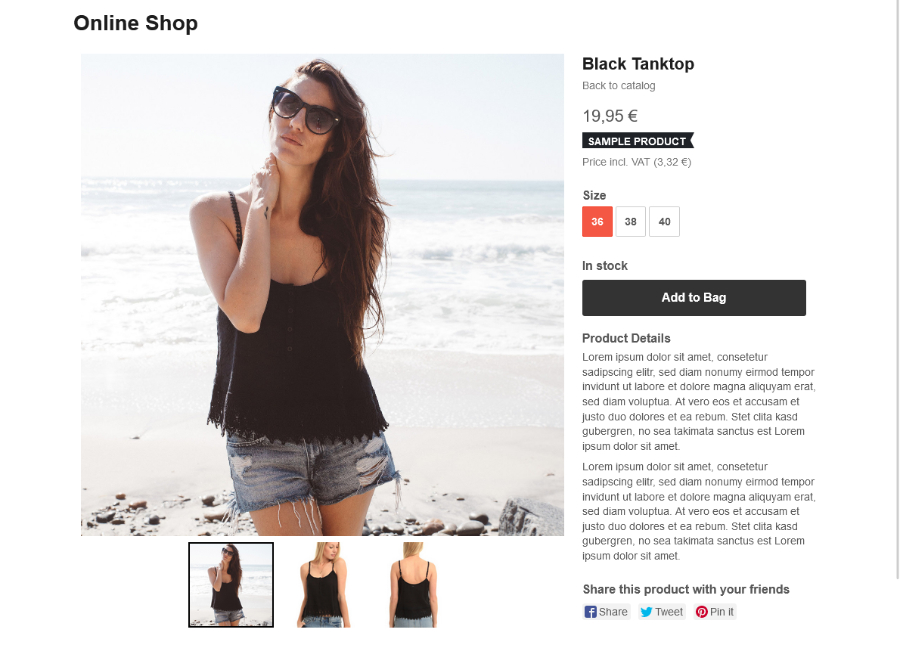 Online Shop
Black Tanktop
Back to catalog
19,95 €
SAMPLE PRODUCT
Price incl. VAT (3,32 €)
Size
36 38 40
In stock
Add to Bag
Product Details
Lorem ipsum dolor sit amet, consetetur
sadipscing elitr, sed diam nonumy eirmod tempor
invidunt ut labore et dolore magna aliquyam erat,
sed diam voluptua. At vero eos et accusam et
justo duo dolores et ea rebum. Stet clita kasd
gubergren, no sea takimata sanctus est Lorem
ipsum dolor sit amet.
Lorem ipsum dolor sit amet, consetetur
sadipscing elitr, sed diam nonumy eirmod tempor
invidunt ut labore et dolore magna aliquyam erat,
sed diam voluptua. At vero eos et accusam et
justo duo dolores et ea rebum. Stet clita kasd
gubergren, no sea takimata sanctus est Lorem
ipsum dolor sit amet.
Share this product with your friends
Share Tweet Pin it